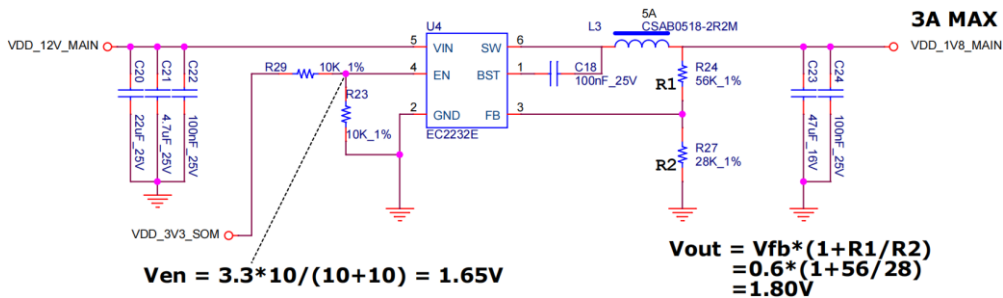 5A
3A MAX
U4
L3
CSAB0518-2R2M
VDD_12V_MAIN
5
VIN
SW
6
VDD_1V8_MAIN
C20
C21
C22
R29
10K_1%
4
EN
BST
1
C18
100nF_25V
R1
R24
56K_1%
C23
C24
R23
10K_1%
2
GND
FB
3
EC2232E
22uF_25V
4.7uF_25V
100nF_25V
R2
R27
28K_1%
47uF_16V
100nF_25V
VDD_3V3_SOM
Ven = 3.3*10/(10+10) = 1.65V
Vout = Vfb*(1+R1/R2)
=0.6*(1+56/28)
=1.80V